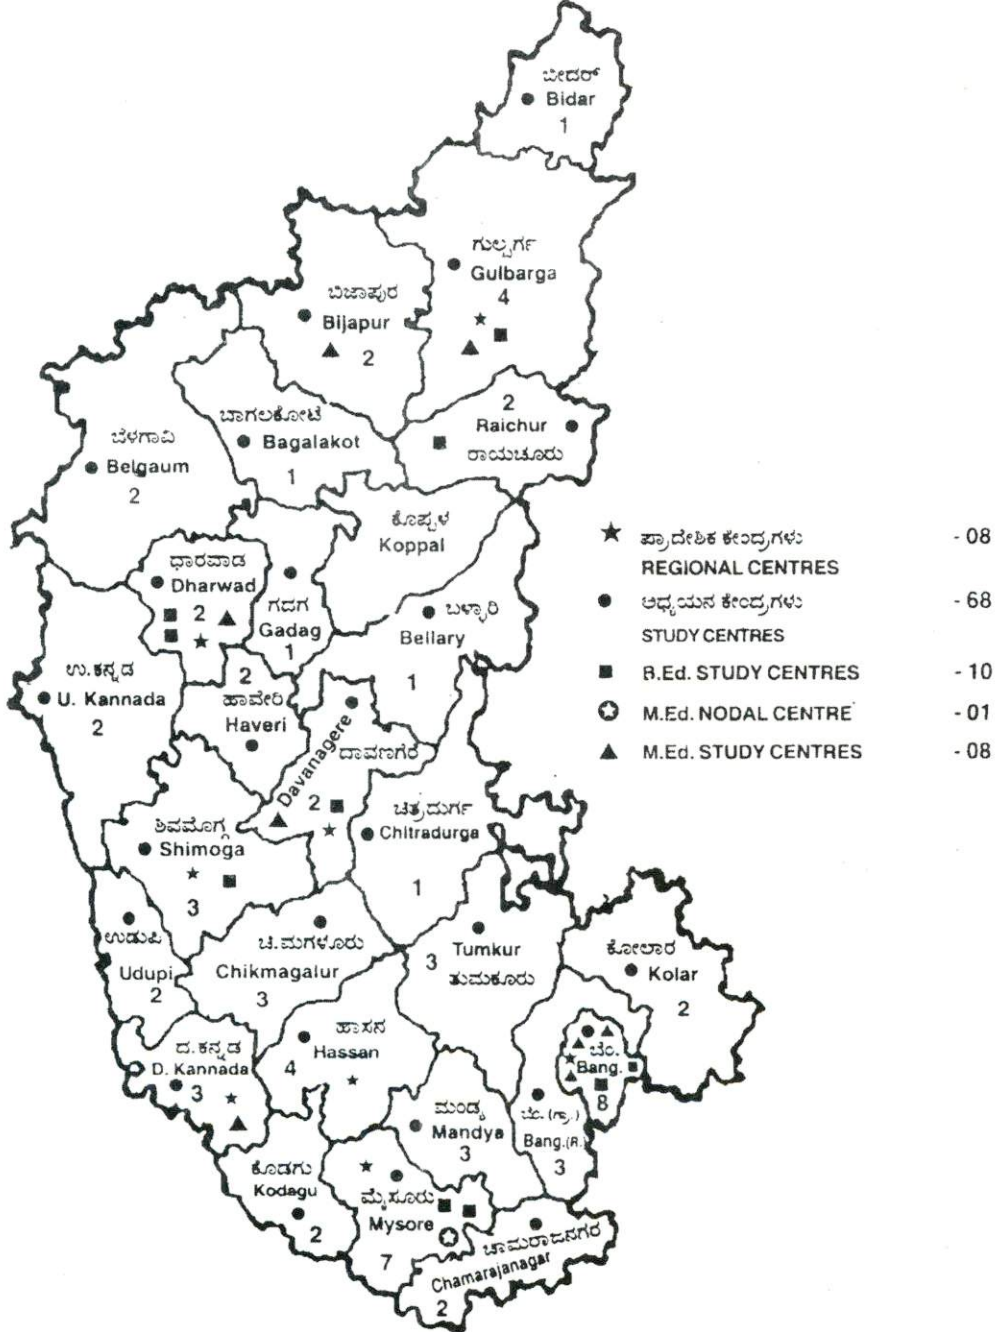 ಬೀದರ್
Bidar
1
ಗುಲ್ಬರ್ಗ
Gulbarga
4
ಬಿಜಾಪುರ
Bijapur
2
2
Raichur
ರಾಯಚೂರು
ಬಾಗಲಕೋಟೆ
Bagalakot
1
ಬೆಳಗಾವಿ
Belgaum
2
ಕೊಪ್ಪಳ
Koppal
ಧಾರವಾಡ
Dharwad
2
ಗದಗ
Gadag
1
ಬಳ್ಳಾರಿ
Bellary
1
ಉ.ಕನ್ನಡ
U. Kannada
2
2
ಹಾವೇರಿ
Haveri
Davanagere
ದಾವಣಗೆರೆ
2
ಚಿತ್ರದುರ್ಗ
Chitradurga
1
ಶಿವಮೊಗ್ಗ
Shimoga
3
ಉಡುಪಿ
Udupi
2
ಚಿ.ಮಗಳೂರು
Chikmagalur
3
Tumkur
3
ತುಮಕೂರು
ಕೋಲಾರ
Kolar
2
ಹಾಸನ
Hassan
4
ದ.ಕನ್ನಡ
D. Kannada
3
ಬೆಂ.
Bang.
8
ಬೆಂ.(ಗ್ರಾ.)
Bang.(R.)
3
ಮಂಡ್ಯ
Mandya
3
ಕೊಡಗು
Kodagu
2
ಮೈಸೂರು
Mysore
7
ಚಾಮರಾಜನಗರ
Chamarajanagar
2
ಪ್ರಾದೇಶಿಕ ಕೇಂದ್ರಗಳು - 08
REGIONAL CENTRES
ಅಧ್ಯಯನ ಕೇಂದ್ರಗಳು - 68
STUDY CENTRES
B.Ed. STUDY CENTRES - 10
M.Ed. NODAL CENTRE - 01
M.Ed. STUDY CENTRES - 08